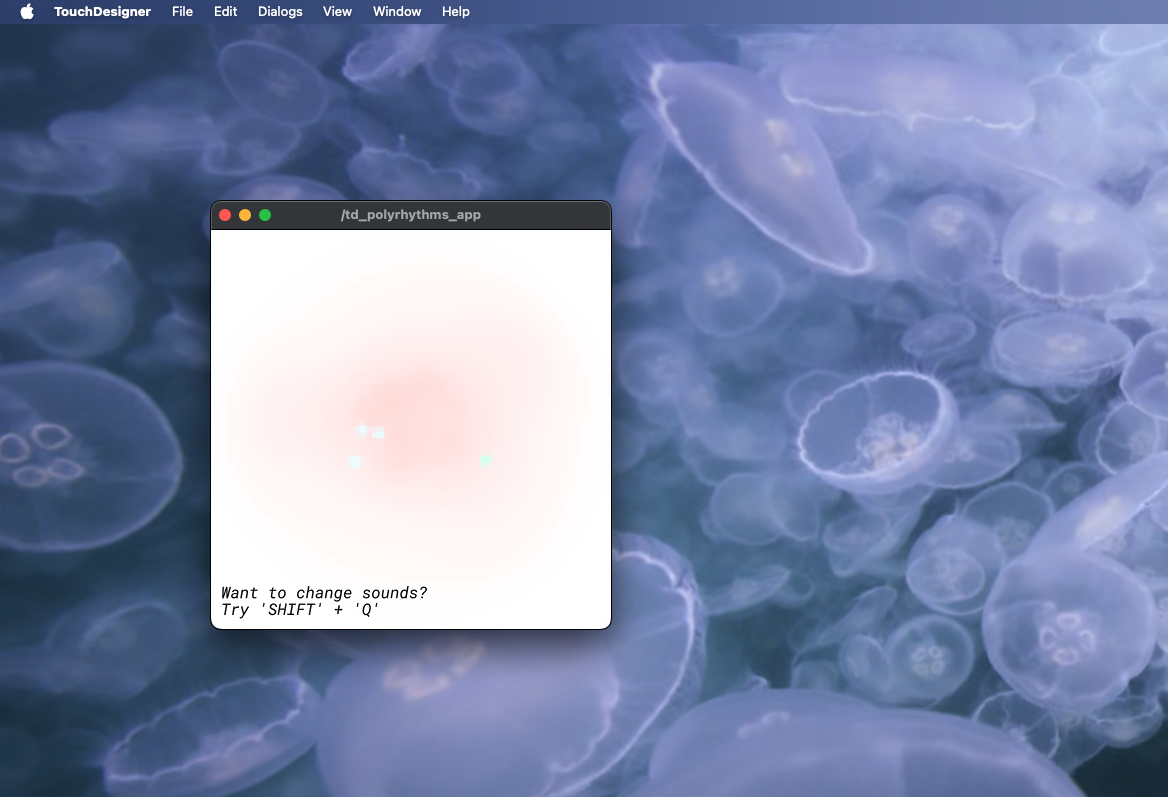 TouchDesigner File Edit Dialogs View Window Help
/td_polyrhythms_app
Want to change sounds?
Try 'SHIFT' + 'Q'